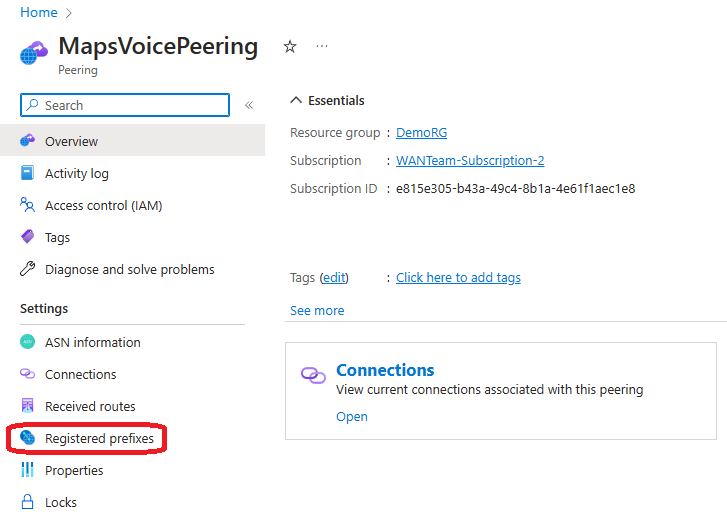 Home >
MapsVoicePeering
Peering
Search
«
Overview
Activity log
Access control (IAM)
Tags
Diagnose and solve problems
Settings
ASN information
Connections
Received routes
Registered prefixes
Properties
Locks
Essentials
Resource group : DemoRG
Subscription : WANTeam-Subscription-2
Subscription ID : e815e305-b43a-49c4-8b1a-4e61f1aec1e8
Tags (edit) : Click here to add tags
See more
Connections
View current connections associated with this peering
Open